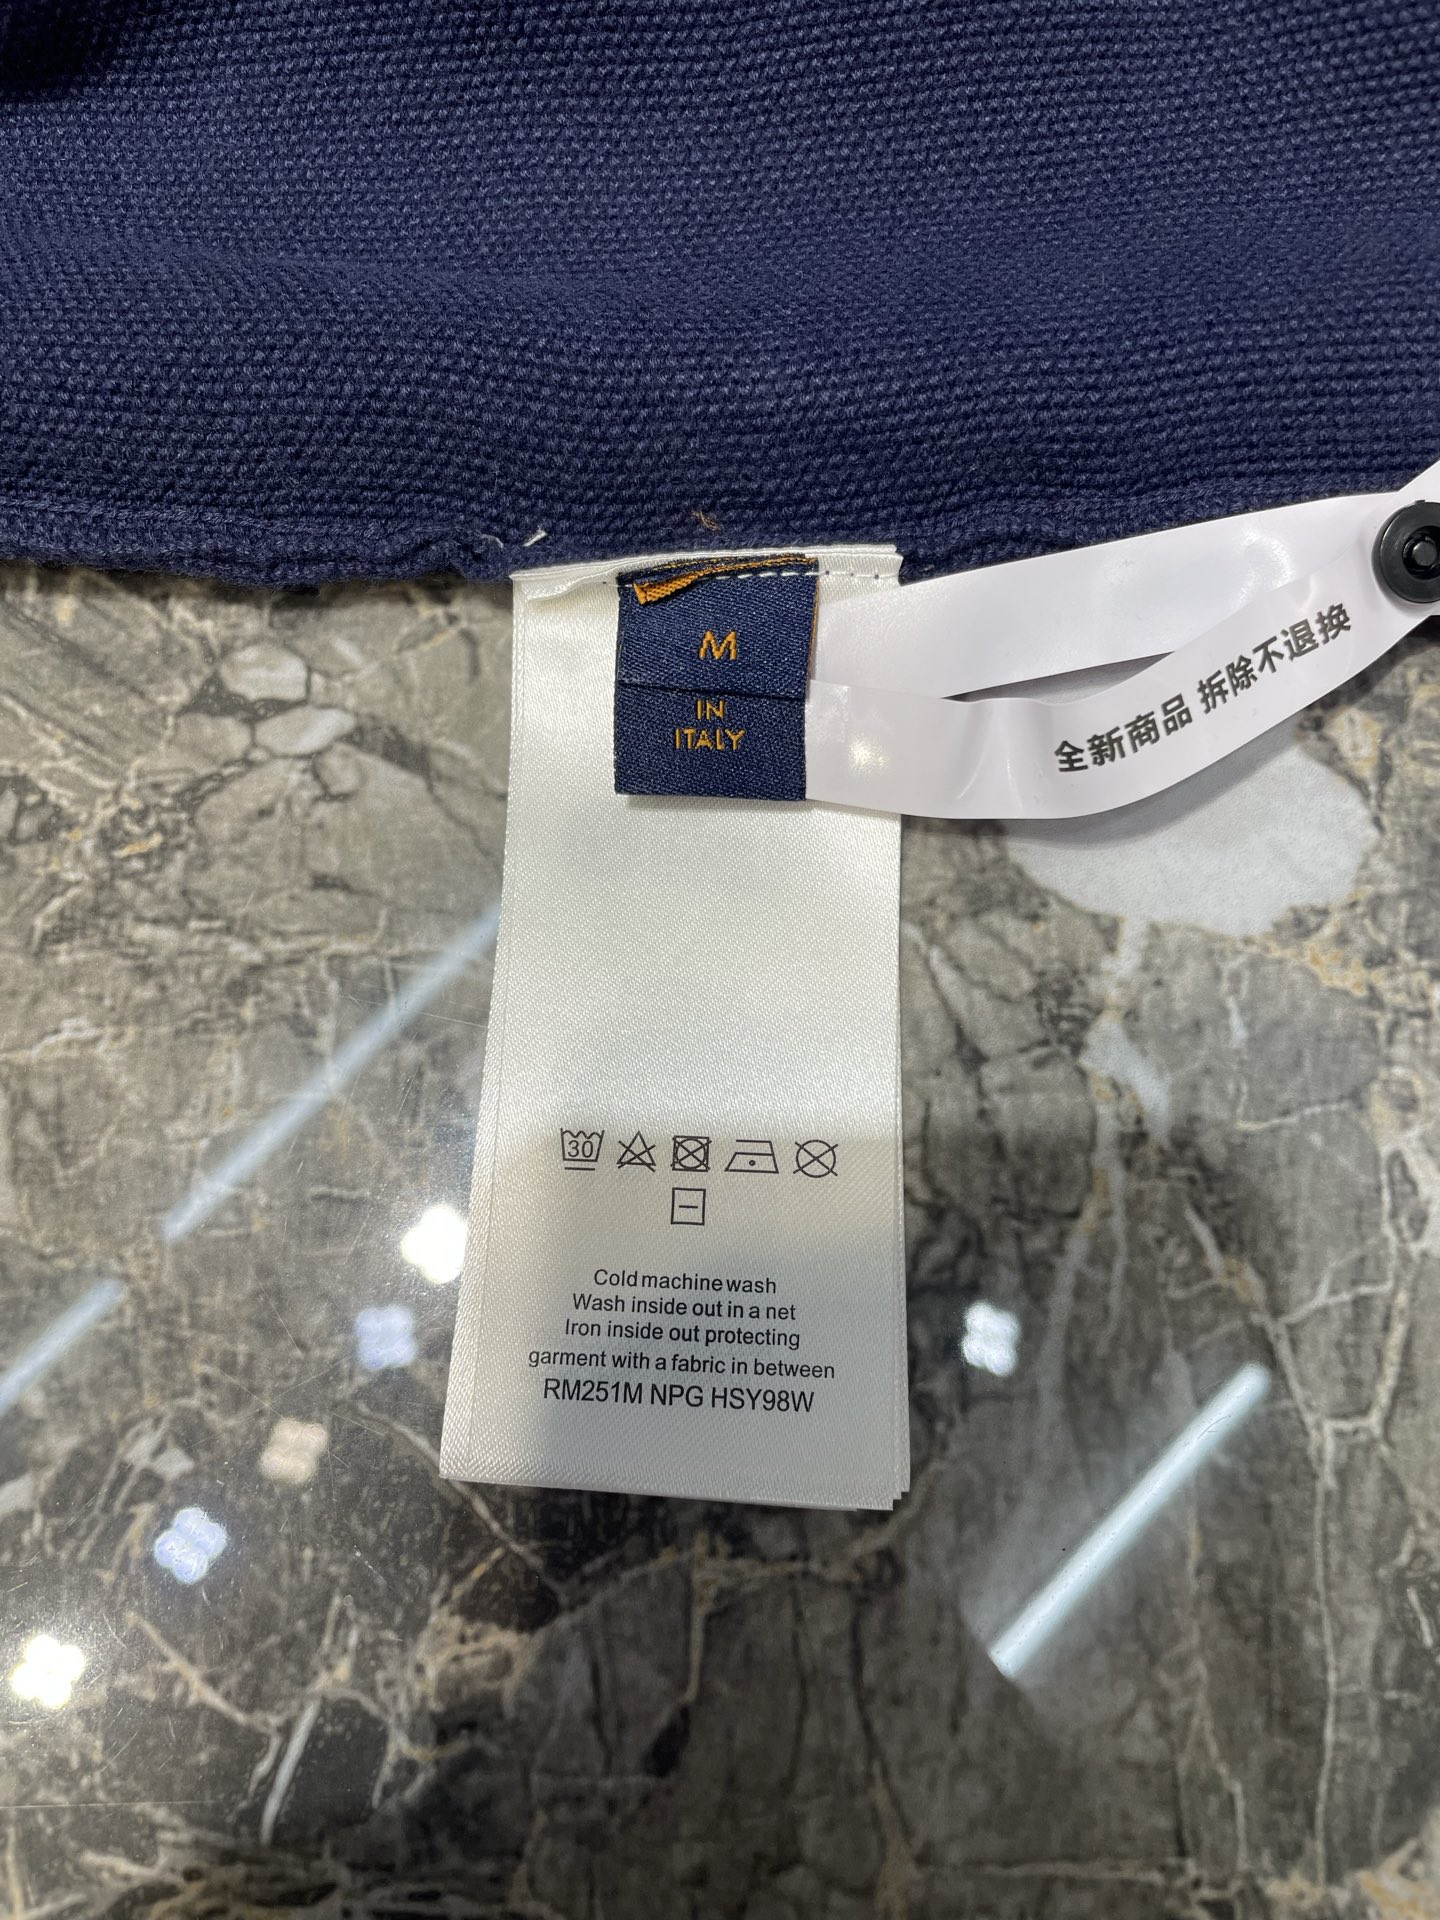 M
IN
ITALY
全新商品 拆除不退换
30
Cold machine wash
Wash inside out in a net
Iron inside out protecting
garment with a fabric in between
RM251M NPG HSY98W